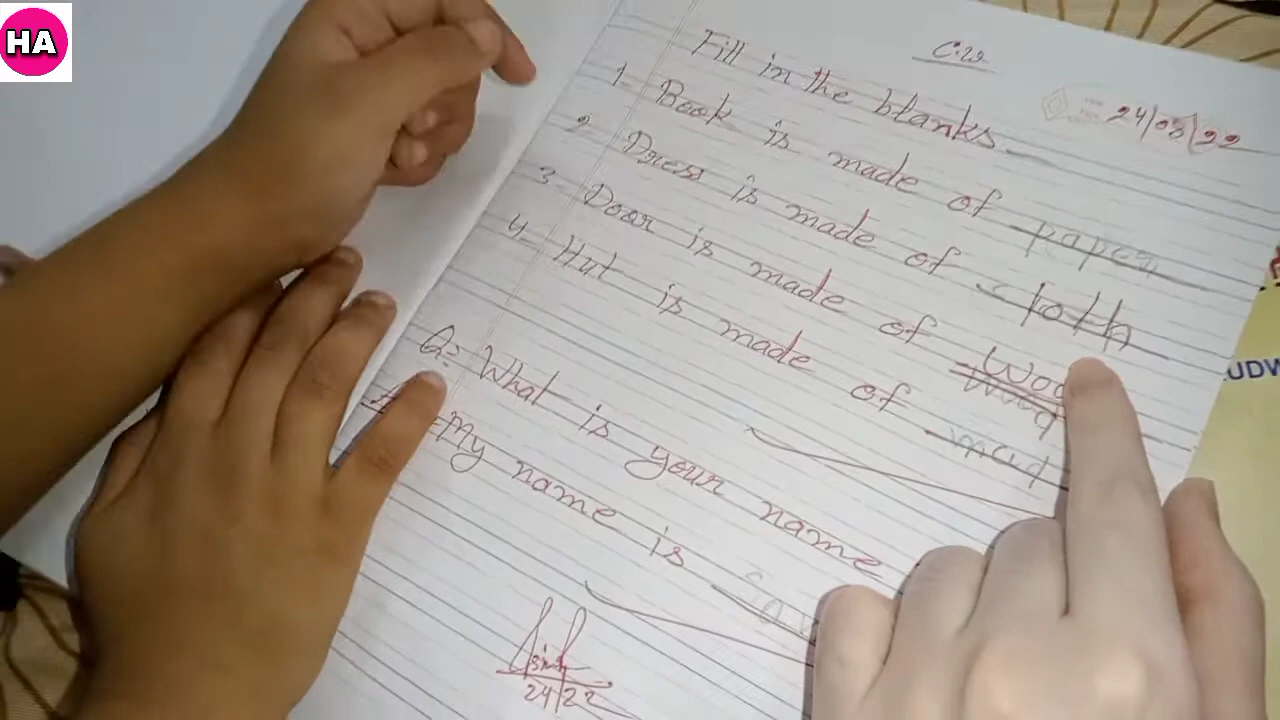 HA
C.W
24/08/22
Fill in the blanks
1- Book is made of paper
2 Dress is made of cloth
3- Door is made of Wood
Wood
4- Hut is made of mud
Q= What is your name
My name is
24/22
UDW